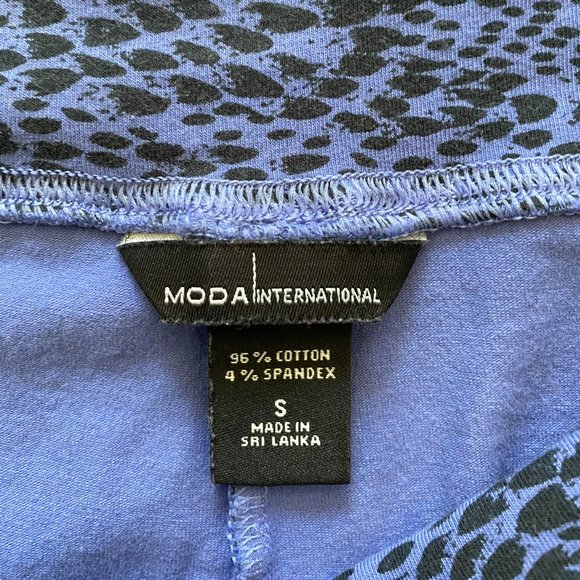 MODA INTERNATIONAL
96% COTTON
4% SPANDEX
S
MADE IN
SRI LANKA